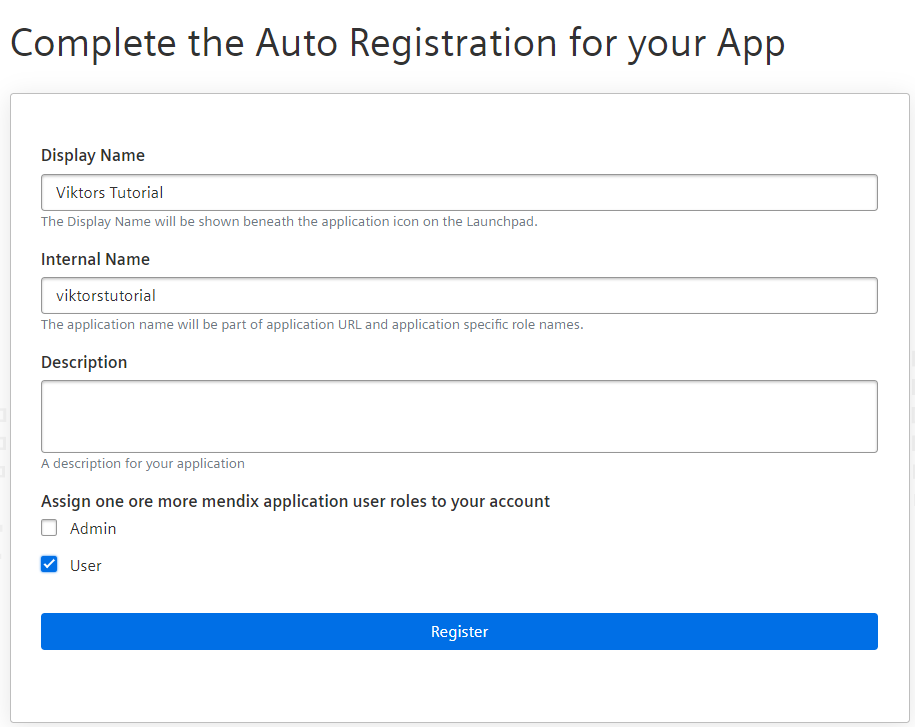 Complete the Auto Registration for your App
Display Name
Viktors Tutorial
The Display Name will be shown beneath the application icon on the Launchpad.
Internal Name
viktorstutorial
The application name will be part of application URL and application specific role names.
Description
A description for your application
Assign one ore more mendix application user roles to your account
Admin
User
Register